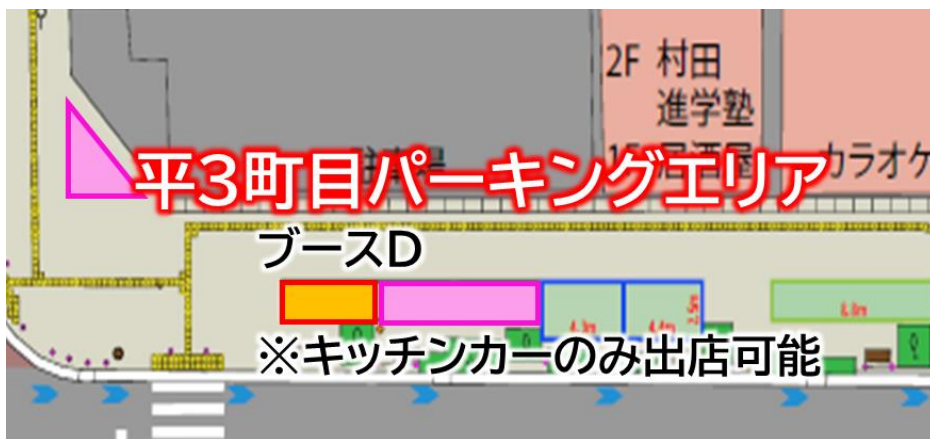 2F 村田
進学塾
平3町目パーキングエリア
カラオケ
ブースD
※キッチンカーのみ出店可能